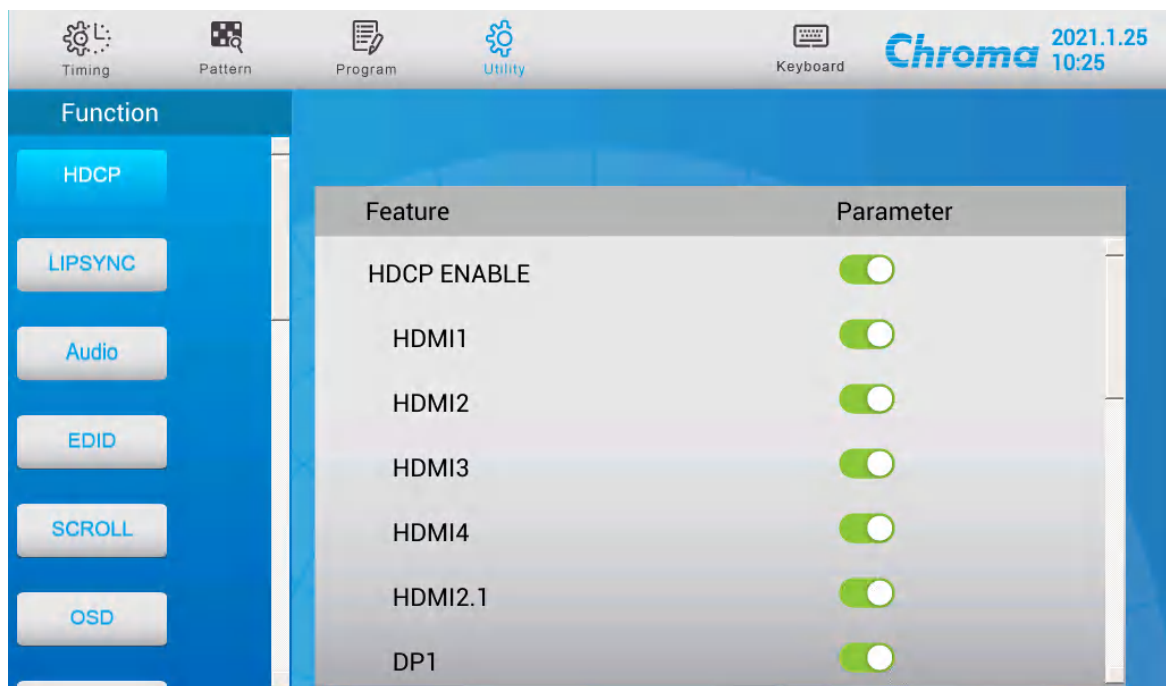 Timing Pattern Program Utility Keyboard Chroma 2021.1.25
10:25
Function
HDCP
LIPSYNC
Audio
EDID
SCROLL
OSD
Feature Parameter
HDCP ENABLE
HDMI1
HDMI2
HDMI3
HDMI4
HDMI2.1
DP1